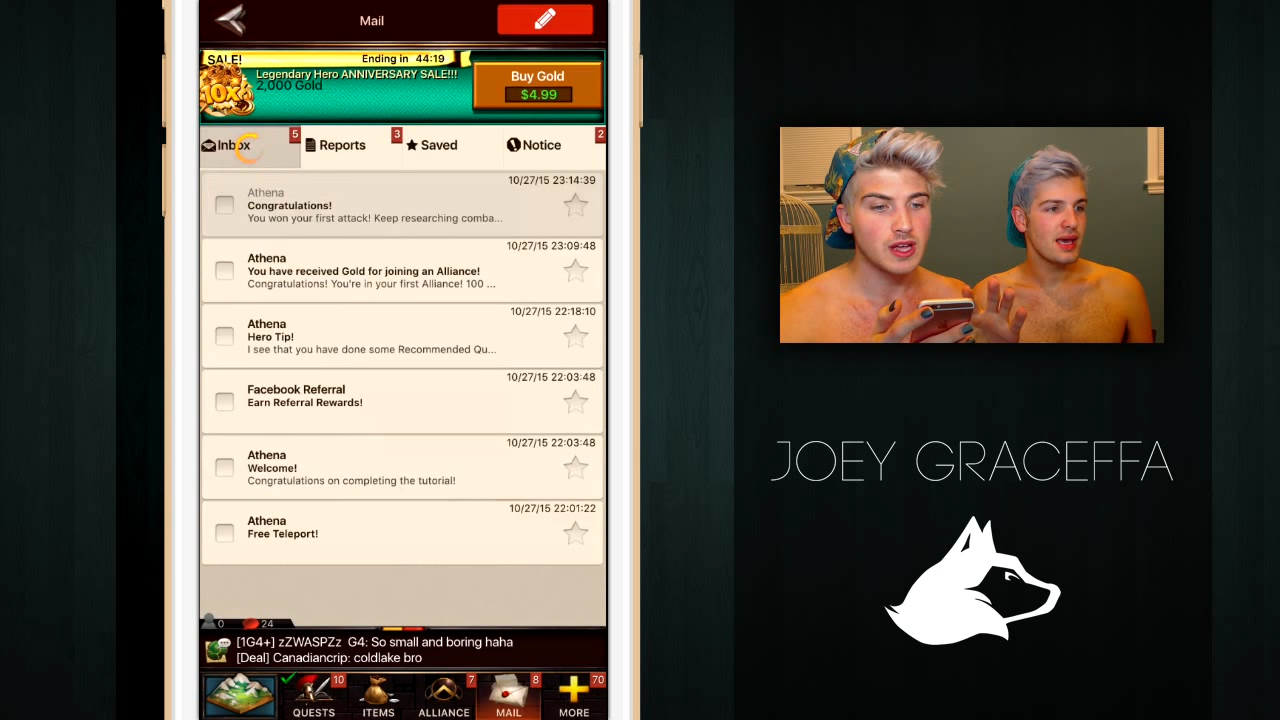 Mail
SALE!
Ending in 44:19
Legendary Hero ANNIVERSARY SALE!!!
2,000 Gold
10x
Buy Gold
$4.99
Inbox
5
Reports
3
Saved
Notice
2
10/27/15 23:14:39
Athena
Congratulations!
You won your first attack! Keep researching comba...
10/27/15 23:09:48
Athena
You have received Gold for joining an Alliance!
Congratulations! You're in your first Alliance! 100 ...
10/27/15 22:18:10
Athena
Hero Tip!
I see that you have done some Recommended Qu...
10/27/15 22:03:48
Facebook Referral
Earn Referral Rewards!
10/27/15 22:03:48
Athena
Welcome!
Congratulations on completing the tutorial!
10/27/15 22:01:22
Athena
Free Teleport!
0
24
[1G4+] zZWASPZz G4: So small and boring haha
[Deal] Canadiancrip: coldlake bro
10
7
8
70
QUESTS
ITEMS
ALLIANCE
MAIL
MORE
JOEY GRACEFFA